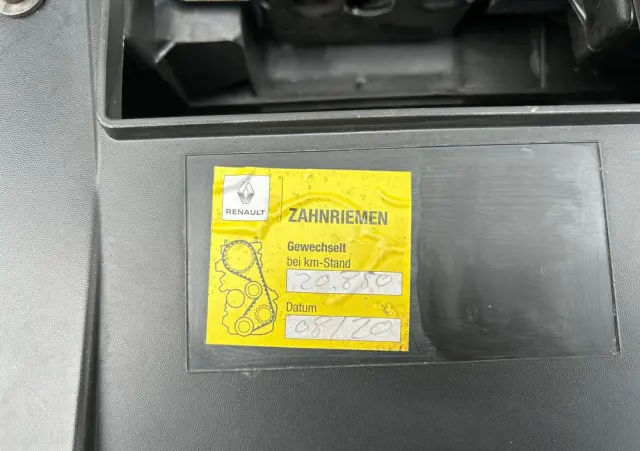 RENAULT
ZAHNRIEMEN
Gewechselt
bei km-Stand
20.850
Datum
08/20